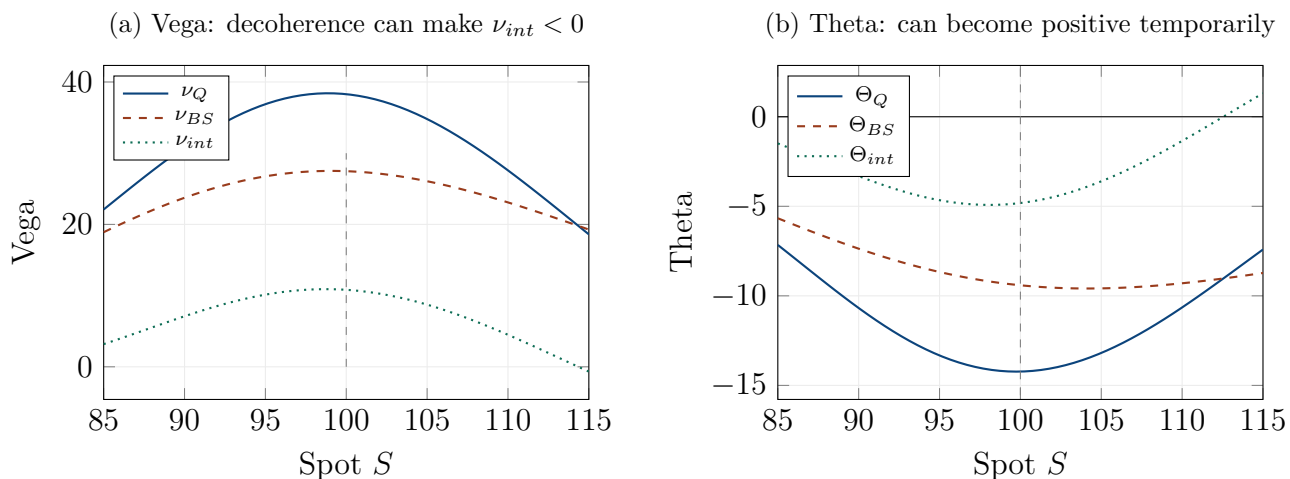 (a) Vega: decoherence can make ν_int < 0
40
20
0
85 90 95 100 105 110 115
Vega
Spot S
ν_Q
ν_BS
ν_int
(b) Theta: can become positive temporarily
0
−5
−10
−15
85 90 95 100 105 110 115
Theta
Spot S
Θ_Q
Θ_BS
Θ_int